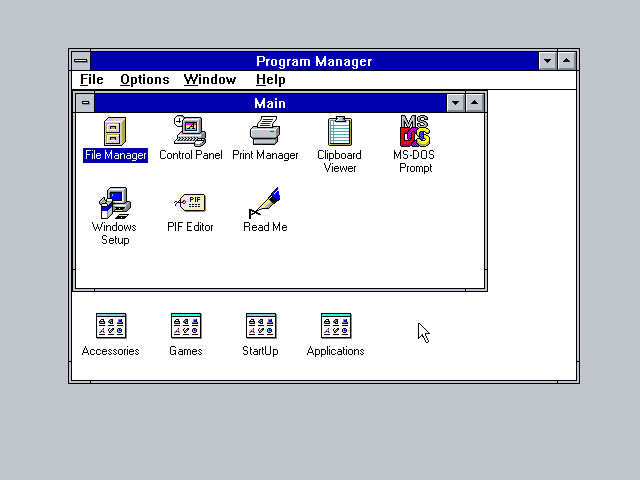 Program Manager
File Options Window Help
Main
File Manager Control Panel Print Manager Clipboard Viewer MS-DOS Prompt
MS
DOS
Windows Setup PIF Editor Read Me
PIF
Accessories Games StartUp Applications